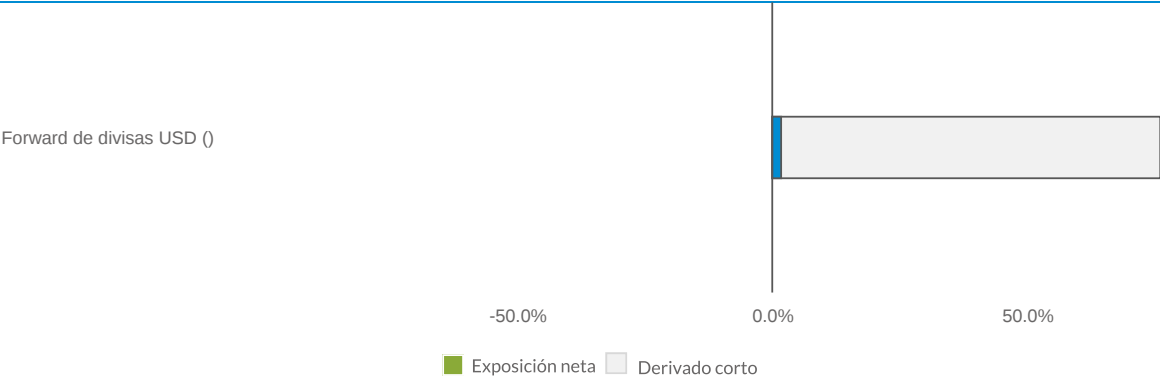 Forward de divisas USD ()
-50.0% 0.0% 50.0%
Exposición neta Derivado corto